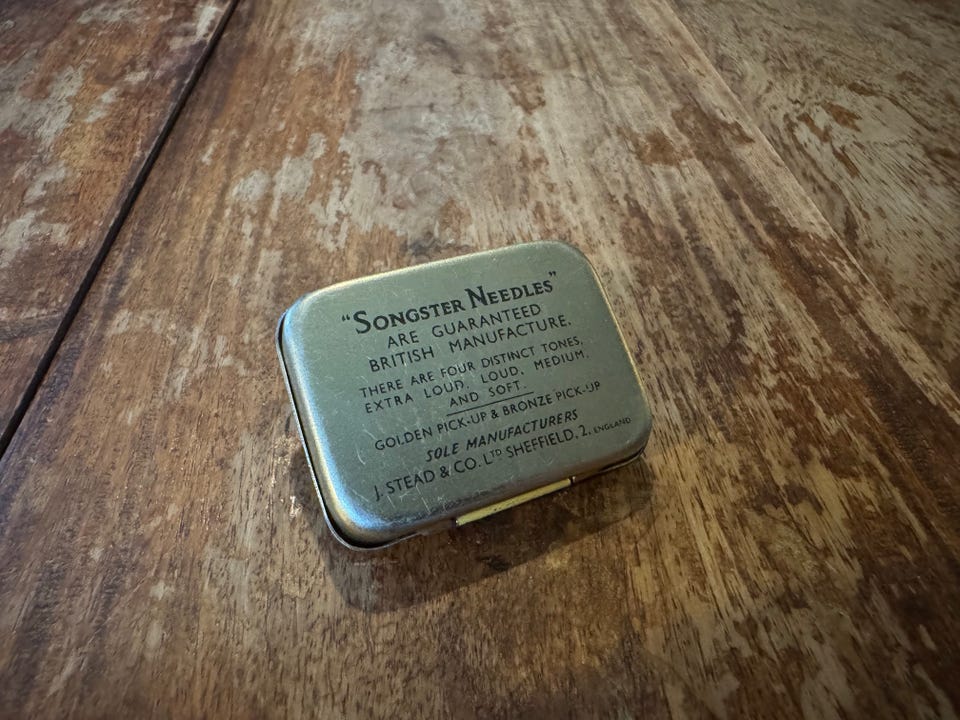 “Songster Needles”
ARE GUARANTEED
BRITISH MANUFACTURE.
THERE ARE FOUR DISTINCT TONES,
EXTRA LOUD, LOUD, MEDIUM,
AND SOFT.
GOLDEN PICK-UP & BRONZE PICK-UP
SOLE MANUFACTURERS
J. STEAD & CO. LTD SHEFFIELD, 2. ENGLAND